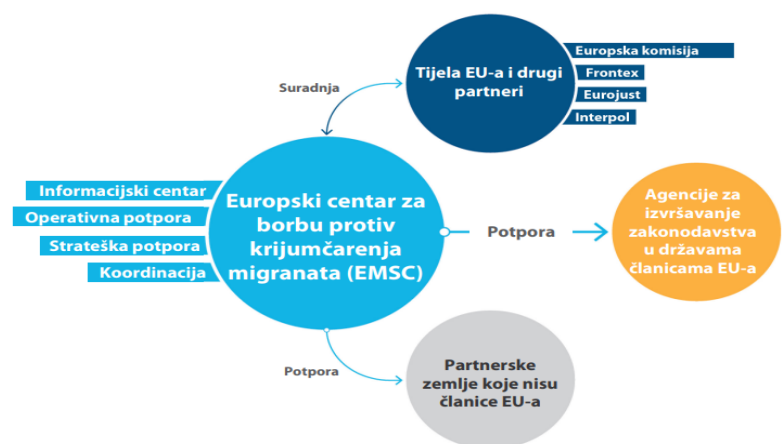 Europska komisija
Tijela EU-a i drugi
partneri
Frontex
Eurojust
Interpol
Suradnja
Informacijski centar
Operativna potpora
Strateška potpora
Koordinacija
Europski centar za
borbu protiv
krijumčarenja
migranata (EMSC)
Potpora
Agencije za
izvršavanje
zakonodavstva
u državama
članicama EU-a
Potpora
Partnerske
zemlje koje nisu
članice EU-a